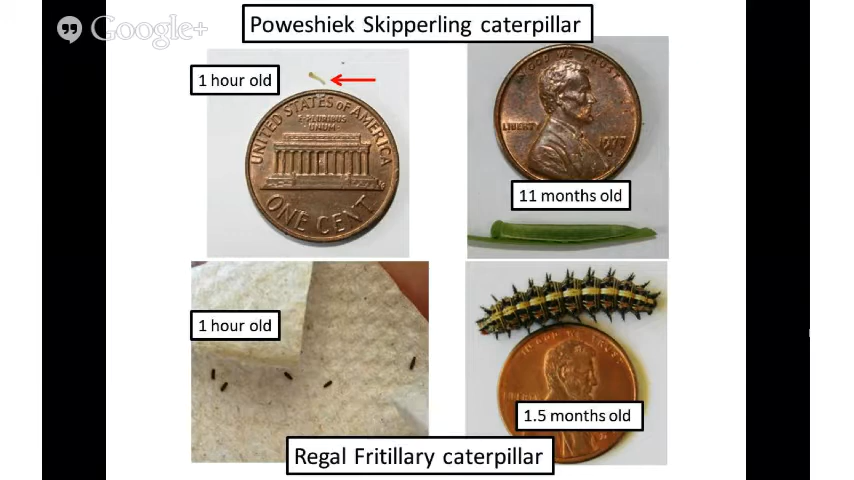 Google+
Poweshiek Skipperling caterpillar
1 hour old
UNITED STATES OF AMERICA
E·PLURIBUS
UNUM
ONE CENT
IN GOD WE TRUST
LIBERTY
1977
11 months old
1 hour old
1.5 months old
Regal Fritillary caterpillar